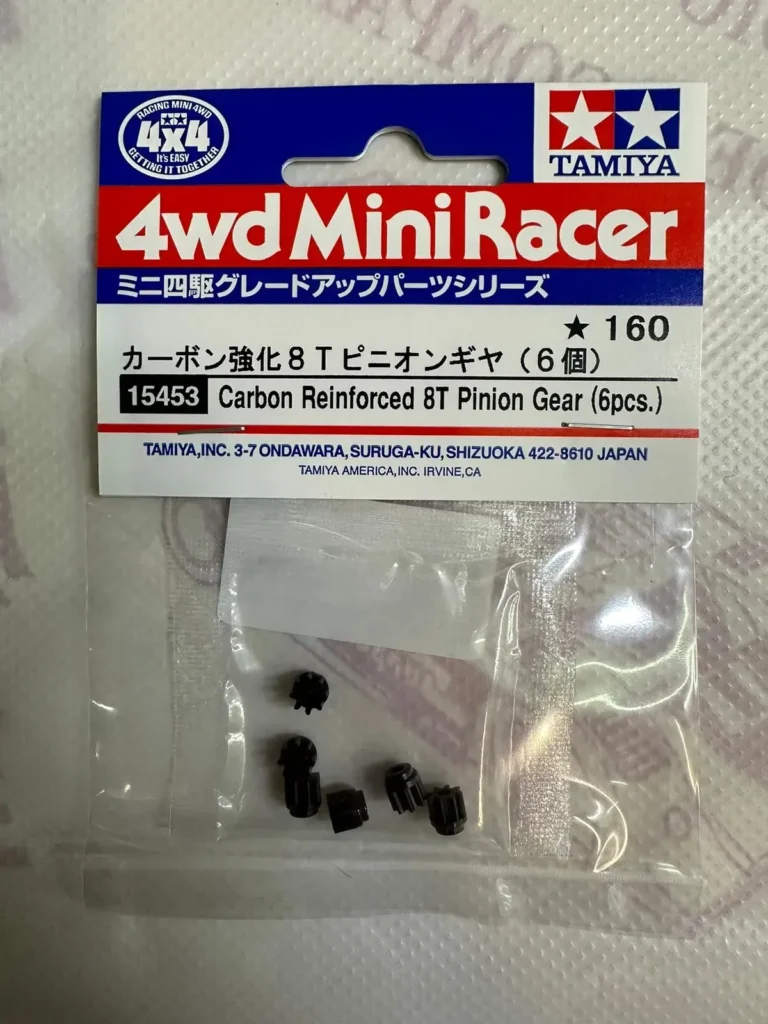 RACING MINI 4WD
4x4
It's EASY
GETTING IT TOGETHER
TAMIYA
4wd Mini Racer
ミニ四駆グレードアップパーツシリーズ
★ 160
カーボン強化8Tピニオンギヤ(6個)
15453 Carbon Reinforced 8T Pinion Gear (6pcs.)
TAMIYA,INC. 3-7 ONDAWARA,SURUGA-KU,SHIZUOKA 422-8610 JAPAN
TAMIYA AMERICA,INC. IRVINE,CA